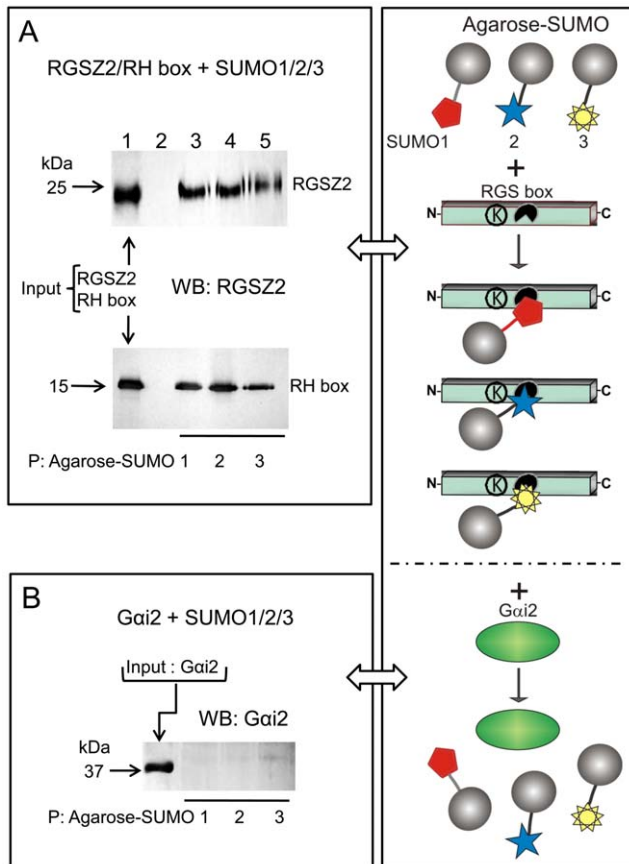 A
RGSZ2/RH box + SUMO1/2/3
1 2 3 4 5
kDa
25
RGSZ2
Input
RGSZ2
RH box
WB: RGSZ2
15
RH box
P: Agarose-SUMO 1 2 3
B
Gαi2 + SUMO1/2/3
Input : Gαi2
WB: Gαi2
kDa
37
P: Agarose-SUMO 1 2 3
Agarose-SUMO
SUMO1 2 3
+
RGS box
N- K -C
N- K -C
N- K -C
N- K -C
+
Gαi2